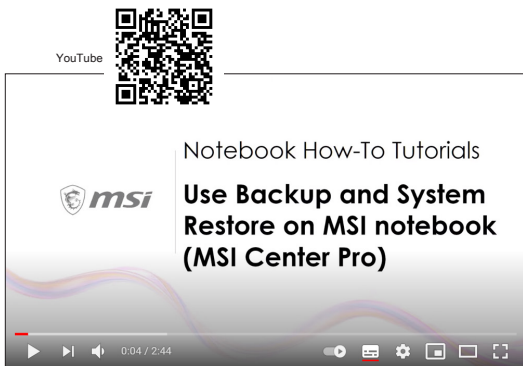 YouTube
Notebook How-To Tutorials
msi
Use Backup and System
Restore on MSI notebook
(MSI Center Pro)
0:04 / 2:44